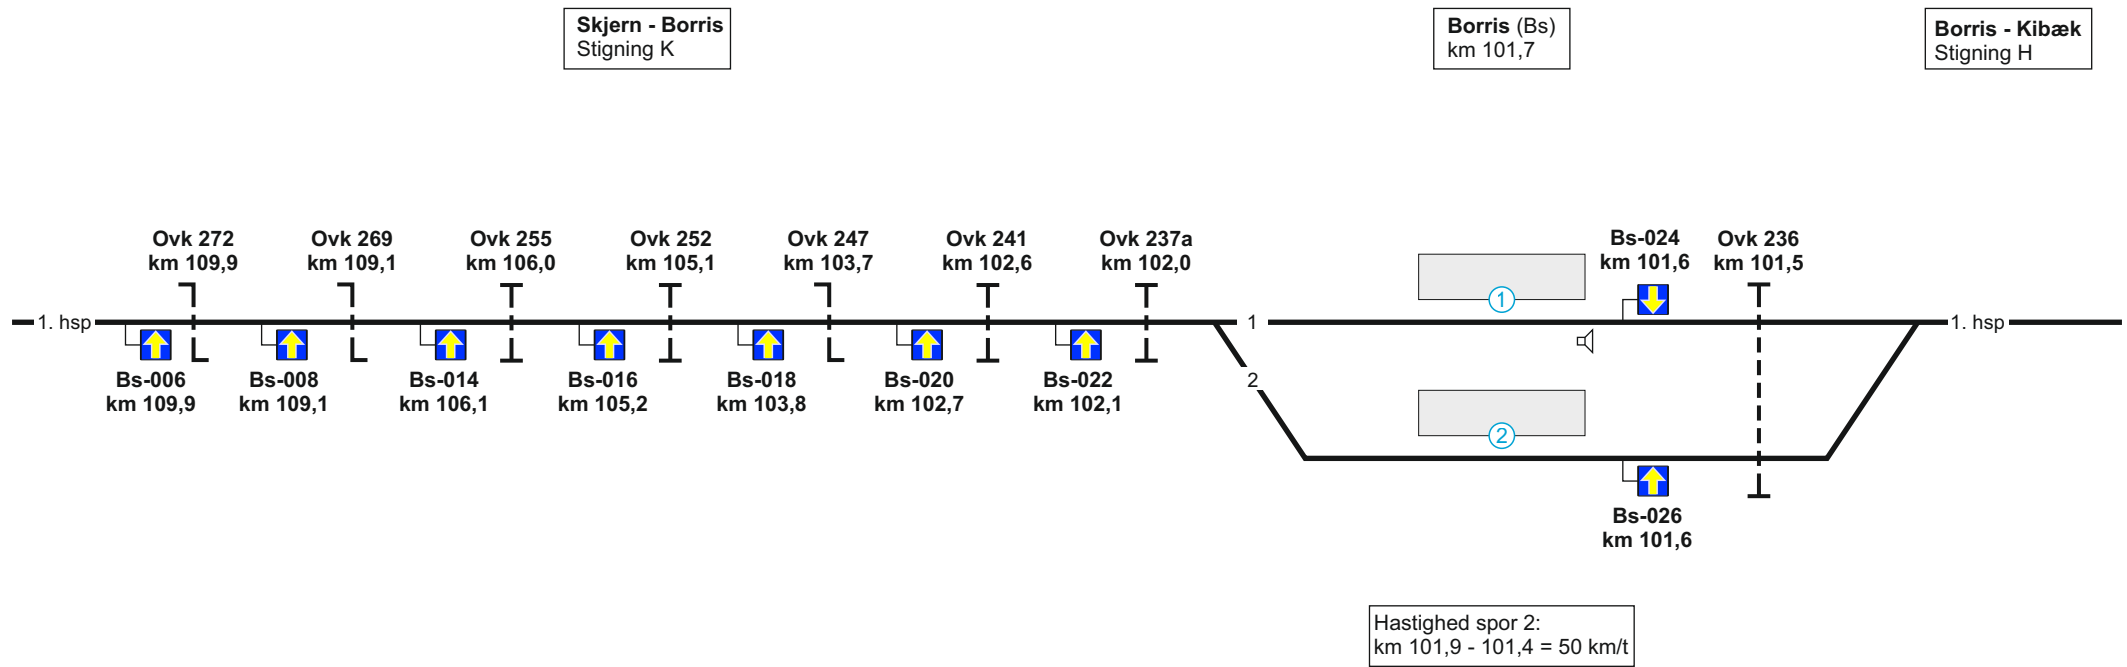 Skjern - Borris
Stigning K
Borris (Bs)
km 101,7
Borris - Kibæk
Stigning H
Ovk 272
km 109,9
Ovk 269
km 109,1
Ovk 255
km 106,0
Ovk 252
km 105,1
Ovk 247
km 103,7
Ovk 241
km 102,6
Ovk 237a
km 102,0
Bs-024
km 101,6
Ovk 236
km 101,5
1. hsp
1
1
1. hsp
Bs-006
km 109,9
Bs-008
km 109,1
Bs-014
km 106,1
Bs-016
km 105,2
Bs-018
km 103,8
Bs-020
km 102,7
Bs-022
km 102,1
2
2
Bs-026
km 101,6
Hastighed spor 2:
km 101,9 - 101,4 = 50 km/t